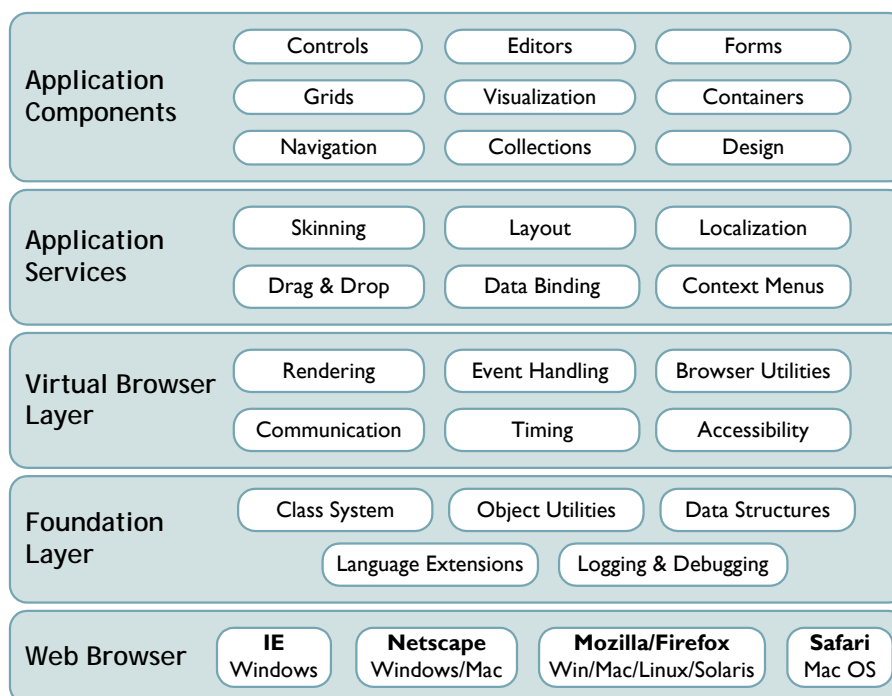 Application
Components
Controls
Editors
Forms
Grids
Visualization
Containers
Navigation
Collections
Design
Application
Services
Skinning
Layout
Localization
Drag & Drop
Data Binding
Context Menus
Virtual Browser
Layer
Rendering
Event Handling
Browser Utilities
Communication
Timing
Accessibility
Foundation
Layer
Class System
Object Utilities
Data Structures
Language Extensions
Logging & Debugging
Web Browser
IE
Windows
Netscape
Windows/Mac
Mozilla/Firefox
Win/Mac/Linux/Solaris
Safari
Mac OS